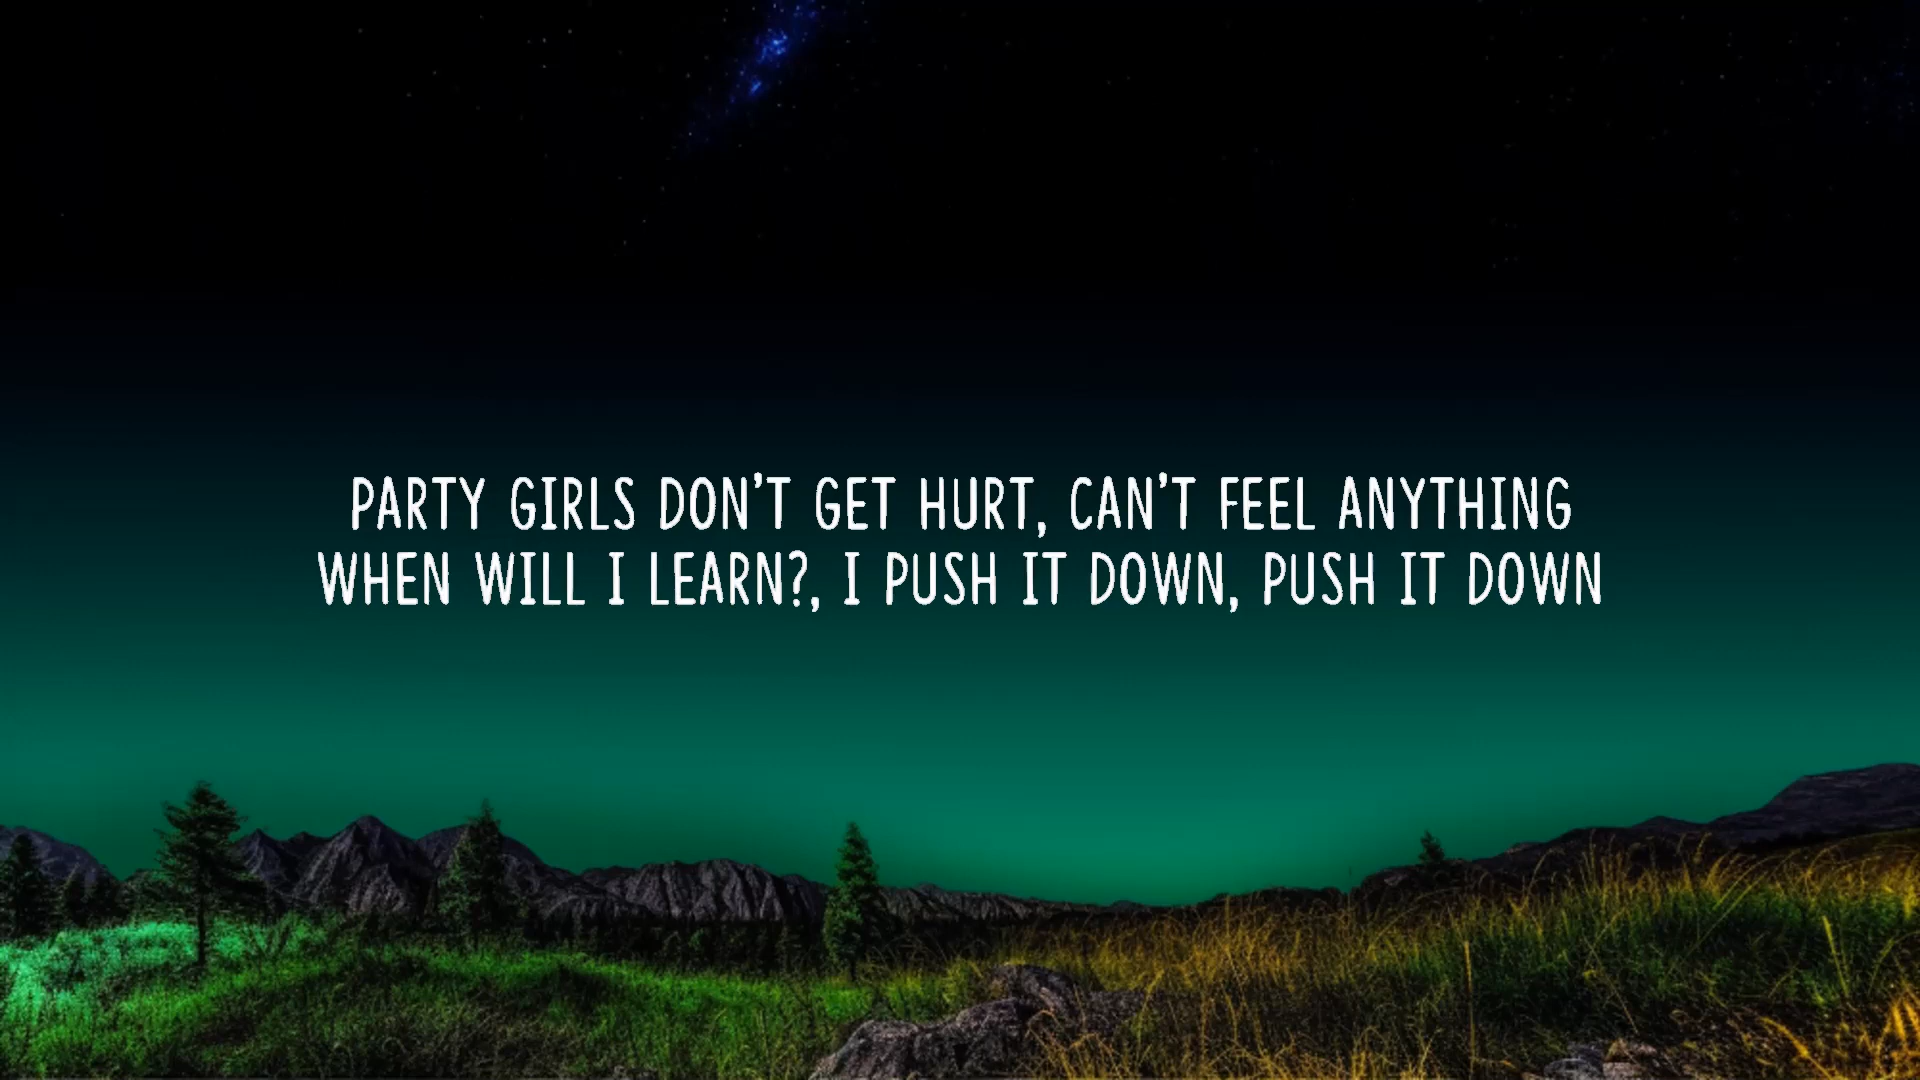 PARTY GIRLS DON'T GET HURT, CAN'T FEEL ANYTHING
WHEN WILL I LEARN?, I PUSH IT DOWN, PUSH IT DOWN